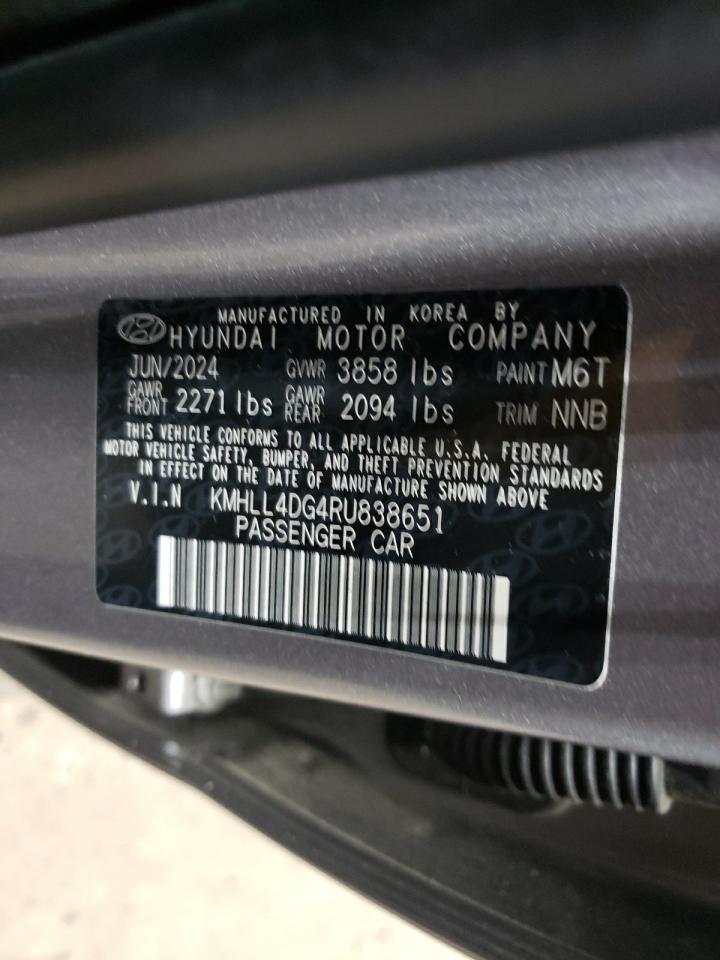 MANUFACTURED IN KOREA BY
HYUNDAI MOTOR COMPANY
JUN/2024 GVWR 3858 lbs PAINT M6T
GAWR FRONT 2271 lbs GAWR REAR 2094 lbs TRIM NNB
THIS VEHICLE CONFORMS TO ALL APPLICABLE U.S.A. FEDERAL
MOTOR VEHICLE SAFETY, BUMPER, AND THEFT PREVENTION STANDARDS
IN EFFECT ON THE DATE OF MANUFACTURE SHOWN ABOVE
V.I.N KMHLL4DG4RU838651
PASSENGER CAR